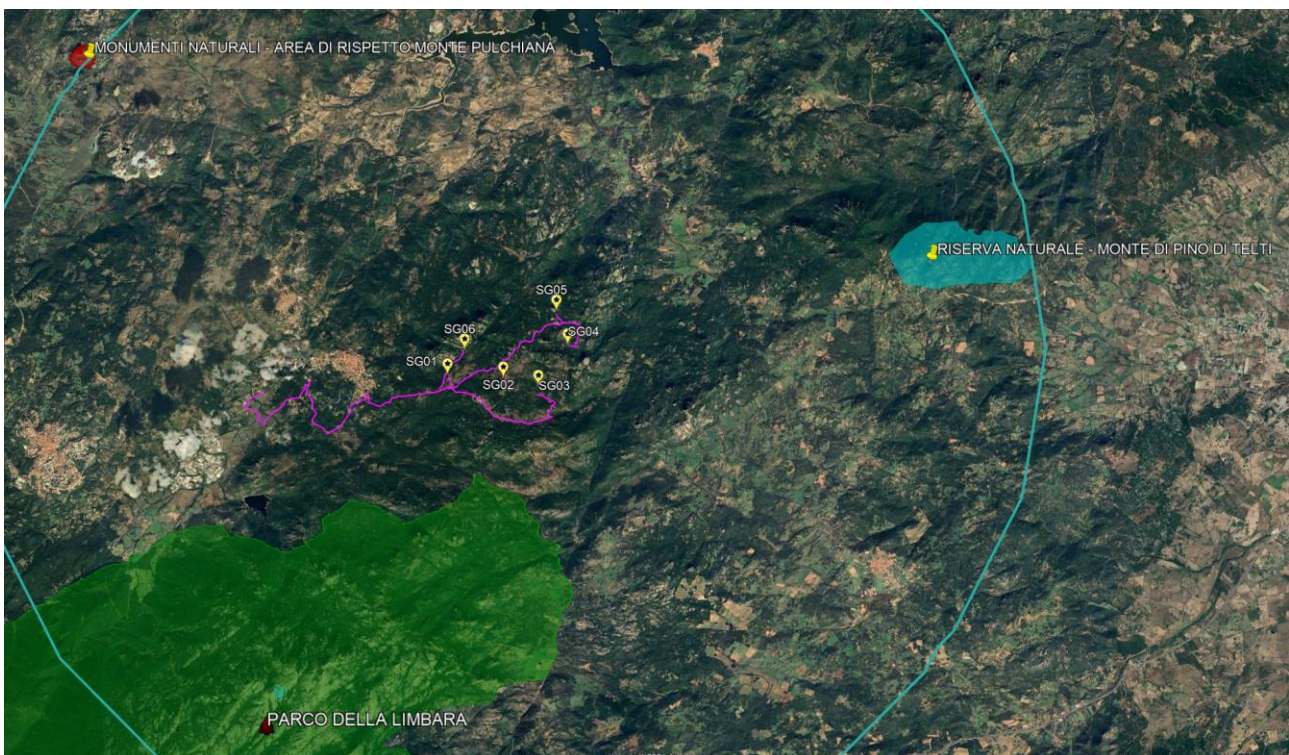 MONUMENTI NATURALI - AREA DI RISPETTO MONTE PULCHIANA
RISERVA NATURALE - MONTE DI PINO DI TELTI
SG05
SG04
SG06
SG01
SG02
SG03
PARCO DELLA LIMBARA